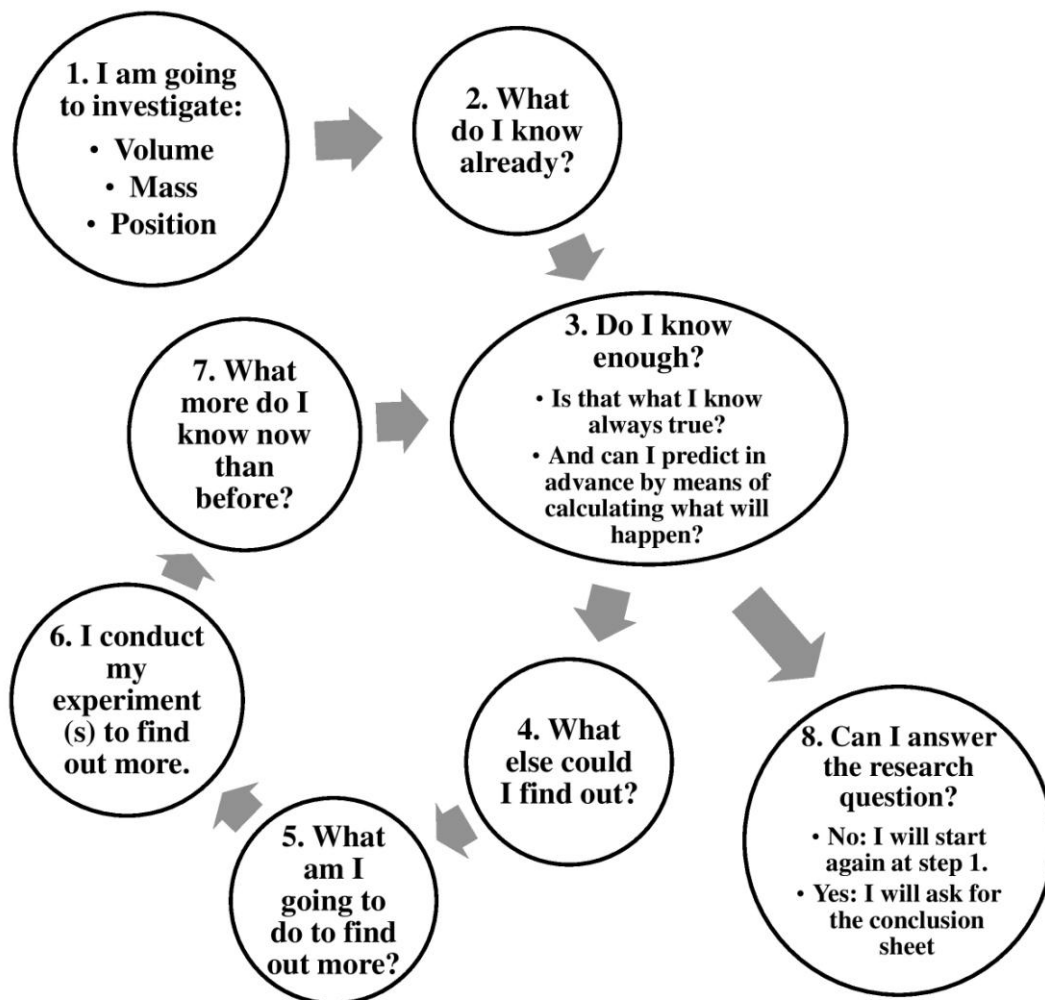 1. I am going
to investigate:
• Volume
• Mass
• Position
2. What
do I know
already?
3. Do I know
enough?
• Is that what I know
always true?
• And can I predict in
advance by means of
calculating what will
happen?
4. What
else could
I find out?
5. What
am I
going to
do to find
out more?
6. I conduct
my
experiment
(s) to find
out more.
7. What
more do I
know now
than
before?
8. Can I answer
the research
question?
• No: I will start
again at step 1.
• Yes: I will ask for
the conclusion
sheet